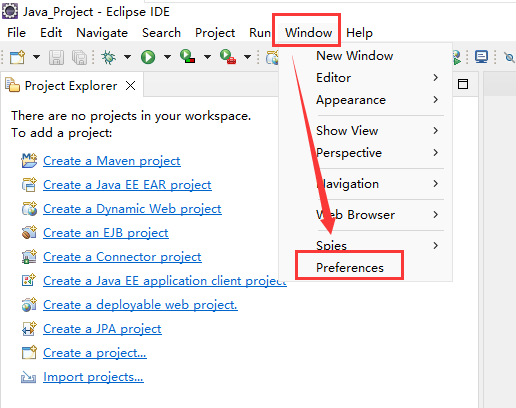 Java_Project - Eclipse IDE
File Edit Navigate Search Project Run Window Help
Project Explorer
There are no projects in your workspace.
To add a project:
Create a Maven project
Create a Java EE EAR project
Create a Dynamic Web project
Create an EJB project
Create a Connector project
Create a Java EE application client project
Create a deployable web project.
Create a JPA project
Create a project...
Import projects...
New Window
Editor
Appearance
Show View
Perspective
Navigation
Web Browser
Spies
Preferences